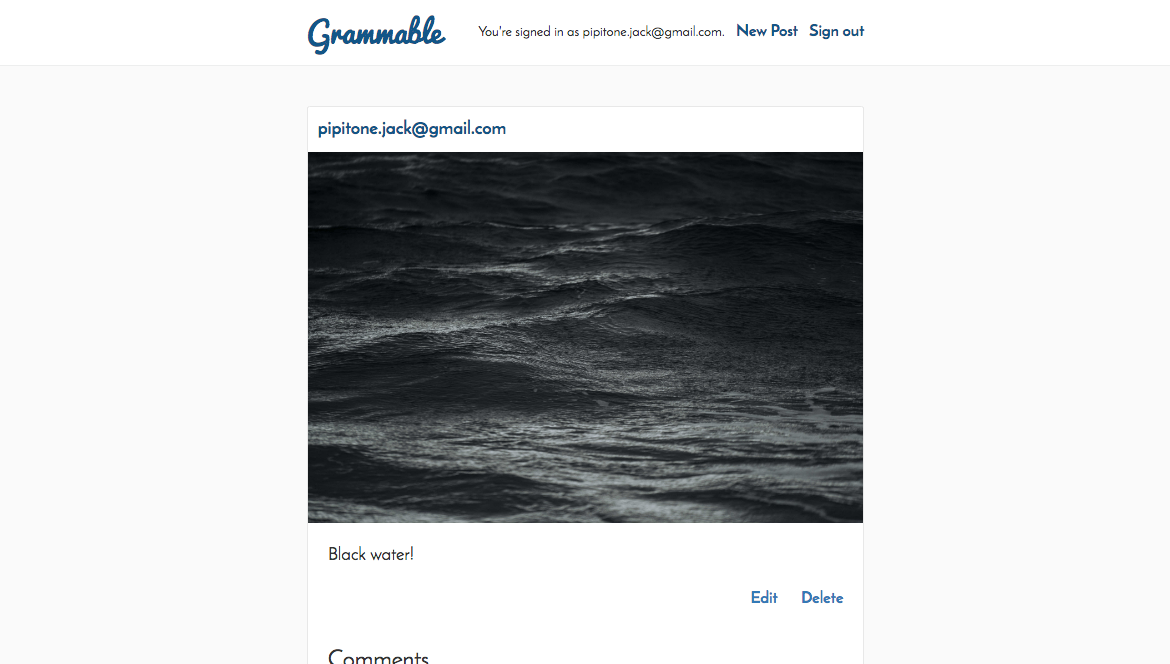 Grammable
You're signed in as pipitone.jack@gmail.com. New Post Sign out
pipitone.jack@gmail.com
Black water!
Edit Delete
Comments